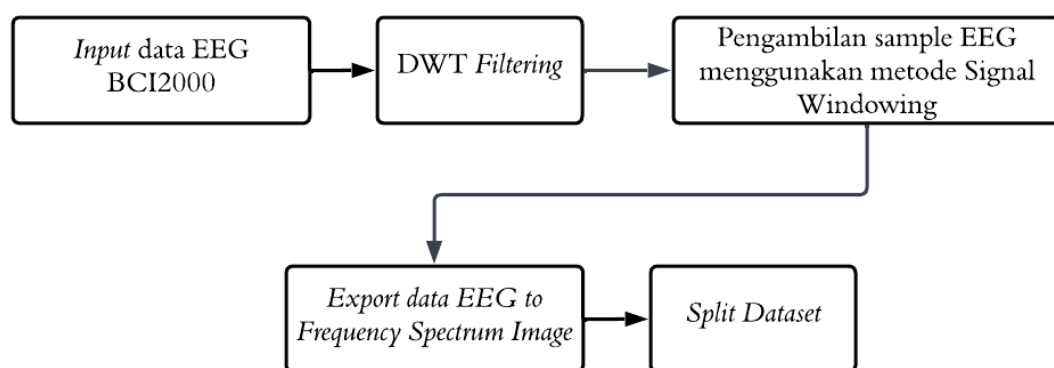 Input data EEG
BCI2000
DWT Filtering
Pengambilan sample EEG
menggunakan metode Signal
Windowing
Export data EEG to
Frequency Spectrum Image
Split Dataset